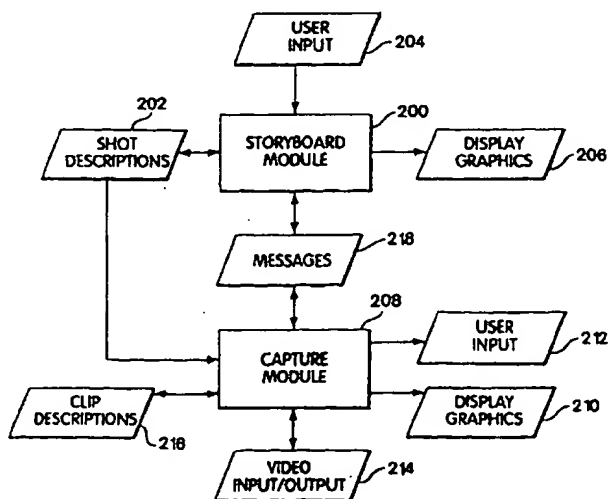 USER
INPUT
204
202
200
SHOT
DESCRIPTIONS
STORYBOARD
MODULE
DISPLAY
GRAPHICS
206
218
MESSAGES
208
CAPTURE
MODULE
USER
INPUT
212
CLIP
DESCRIPTIONS
216
DISPLAY
GRAPHICS
210
VIDEO
INPUT/OUTPUT
214